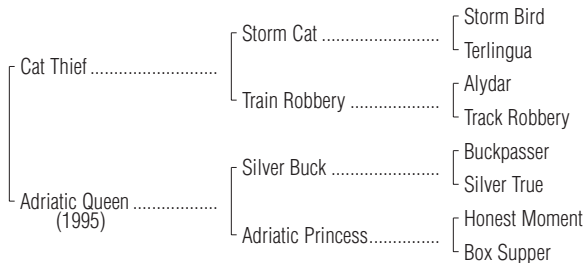 Storm Bird
Storm Cat ........................................
Terlingua
Cat Thief ...........................................
Alydar
Train Robbery ..............................
Track Robbery
Buckpasser
Silver Buck .....................................
Silver True
Adriatic Queen ............................
(1995)
Honest Moment
Adriatic Princess.......................
Box Supper